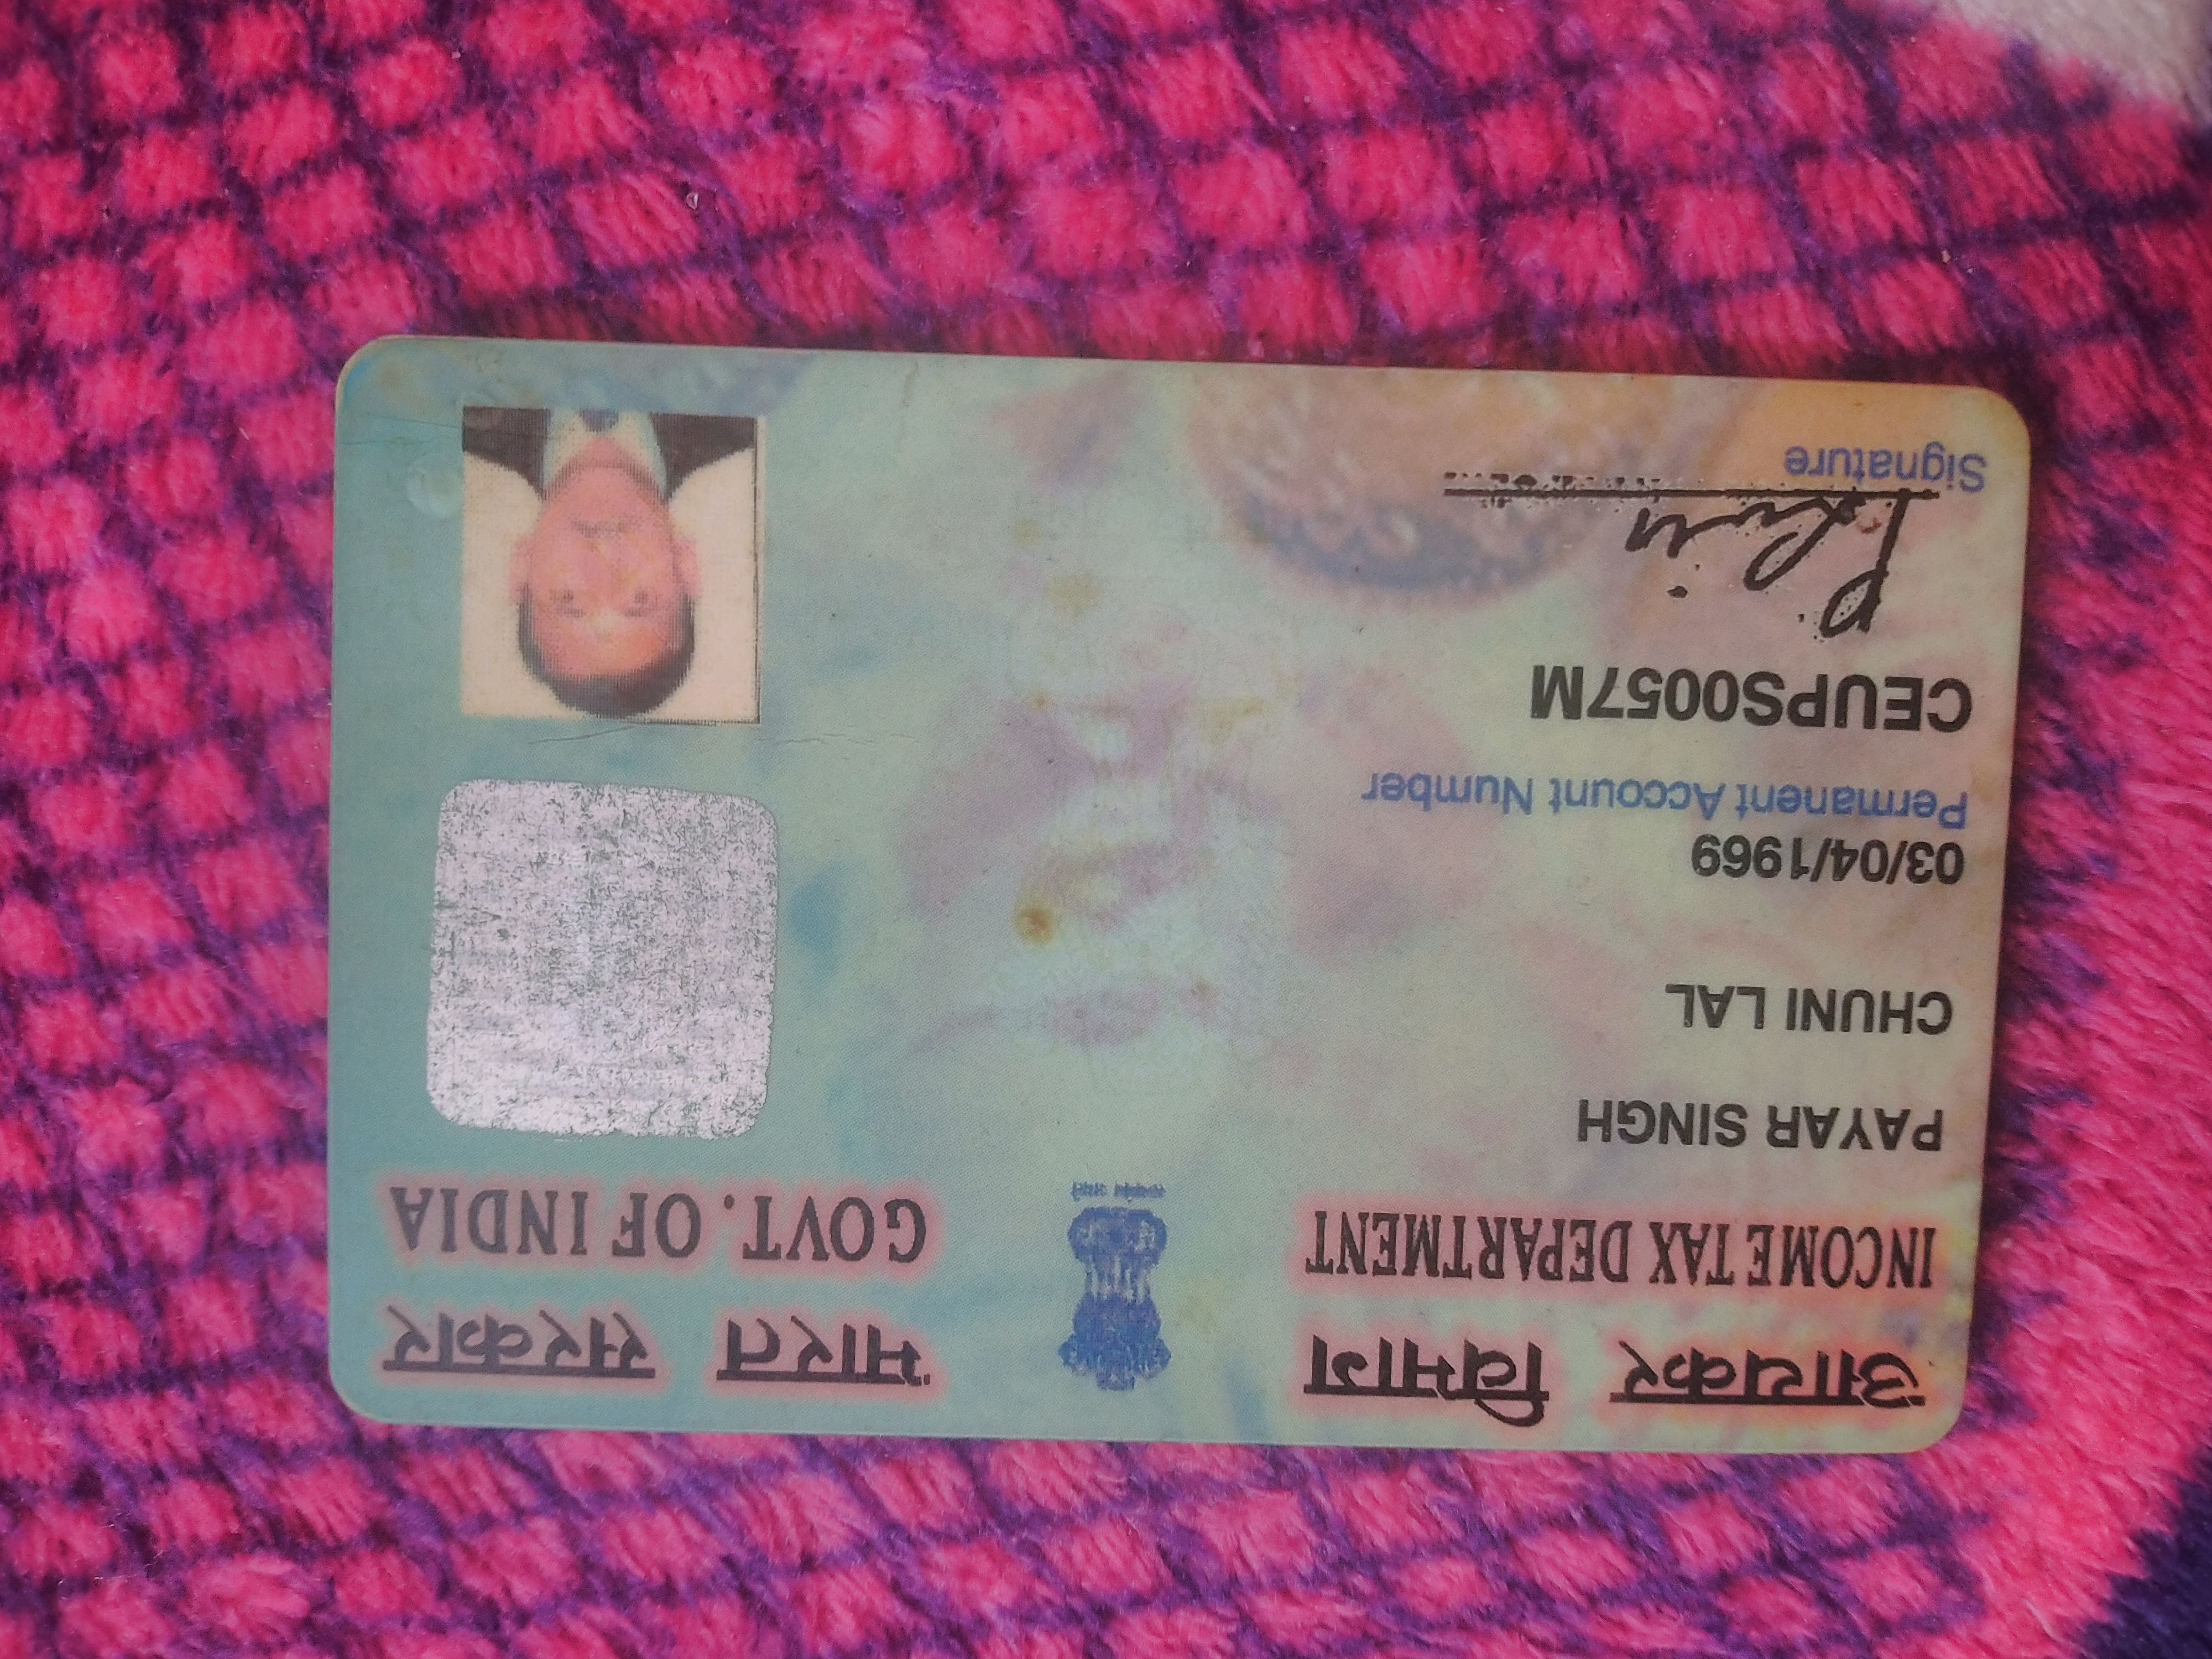 आयकर विभाग
INCOME TAX DEPARTMENT
भारत सरकार
GOVT. OF INDIA
PAYAR SINGH
CHUNI LAL
03/04/1969
Permanent Account Number
CEUPS0057M
Signature